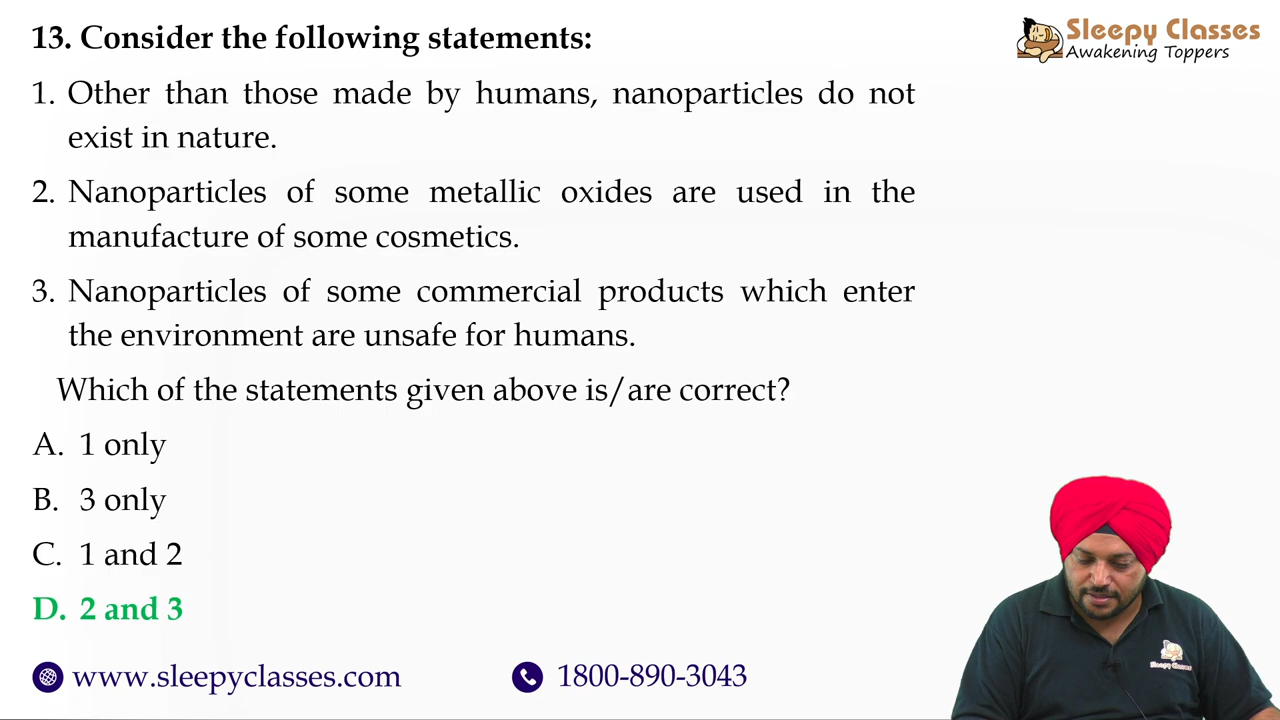 13. Consider the following statements:
Sleepy Classes
Awakening Toppers
1. Other than those made by humans, nanoparticles do not
exist in nature.
2. Nanoparticles of some metallic oxides are used in the
manufacture of some cosmetics.
3. Nanoparticles of some commercial products which enter
the environment are unsafe for humans.
Which of the statements given above is/are correct?
A. 1 only
B. 3 only
C. 1 and 2
D. 2 and 3
Sleepy Classes
www.sleepyclasses.com
1800-890-3043